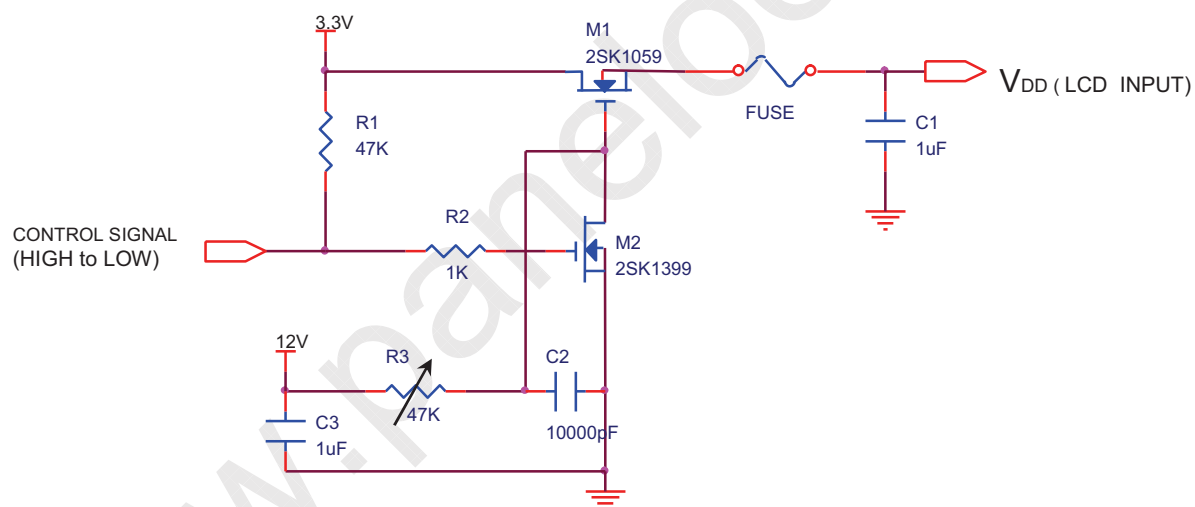 3.3V
M1
2SK1059
R1
47K
FUSE
VDD ( LCD INPUT)
C1
1uF
CONTROL SIGNAL
(HIGH to LOW)
R2
1K
M2
2SK1399
12V
R3
47K
C2
10000pF
C3
1uF
w.paneloo